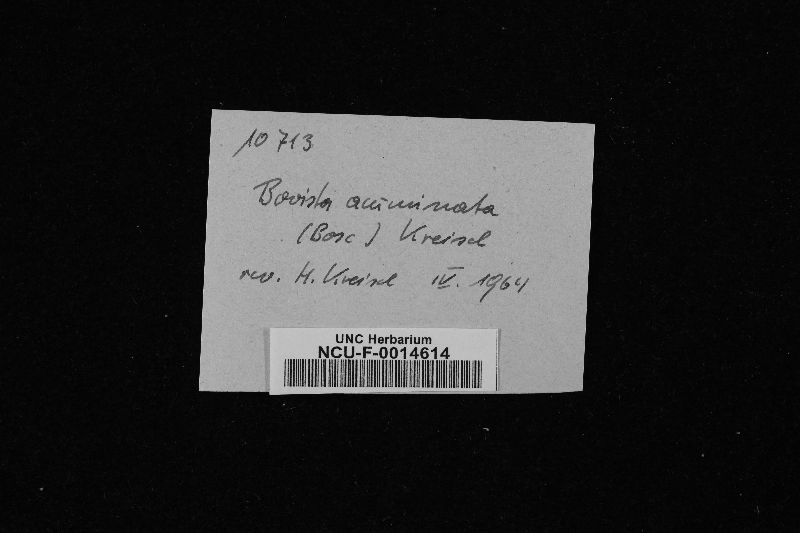 10713
Bovista acuminata
(Bosc) Kreisel
rev. H. Kreisel IV. 1964
UNC Herbarium
NCU-F-0014614